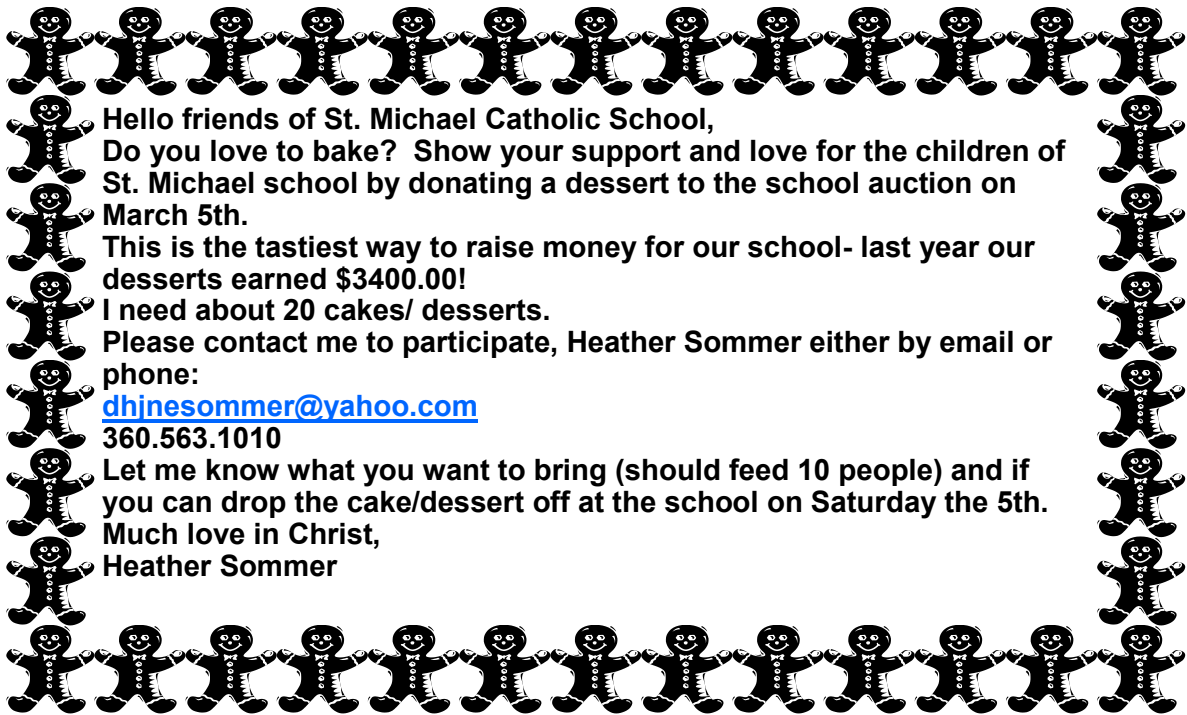 Hello friends of St. Michael Catholic School,
Do you love to bake?  Show your support and love for the children of
St. Michael school by donating a dessert to the school auction on
March 5th.
This is the tastiest way to raise money for our school- last year our
desserts earned $3400.00!
I need about 20 cakes/ desserts.
Please contact me to participate, Heather Sommer either by email or
phone:
dhjnesommer@yahoo.com
360.563.1010
Let me know what you want to bring (should feed 10 people) and if
you can drop the cake/dessert off at the school on Saturday the 5th.
Much love in Christ,
Heather Sommer